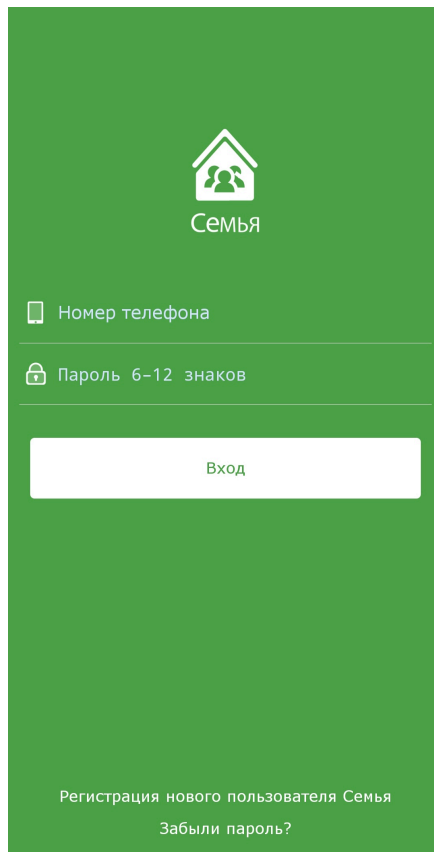 Семья
Номер телефона
Пароль 6-12 знаков
Вход
Регистрация нового пользователя Семья
Забыли пароль?